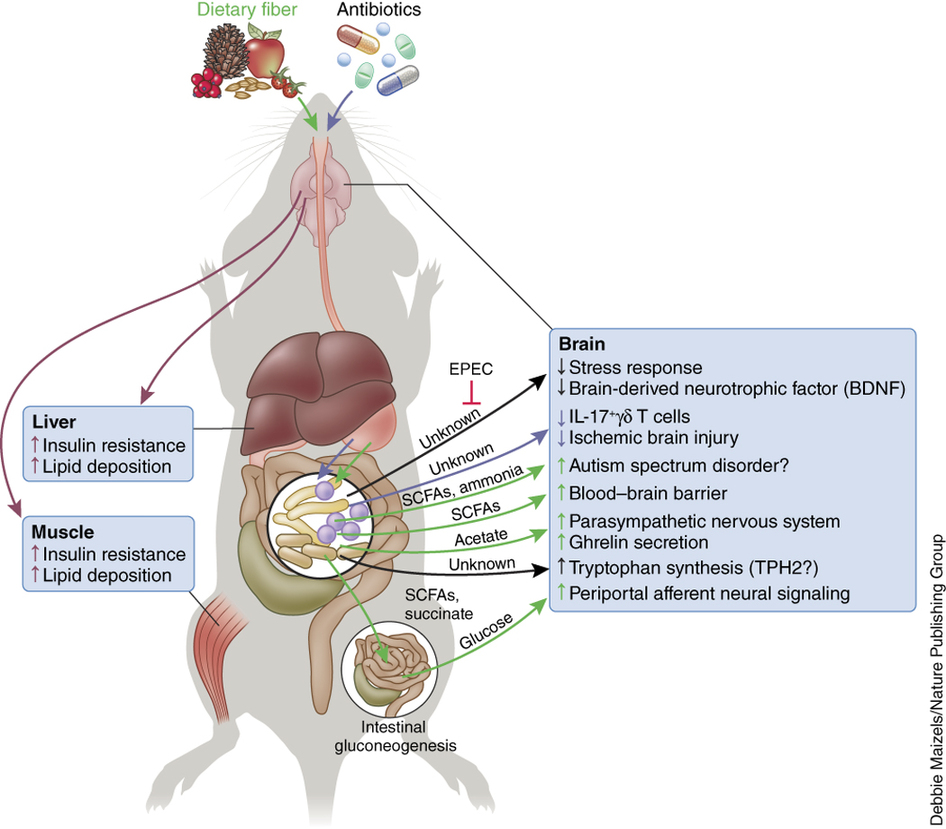 Dietary fiber
Antibiotics
EPEC
Unknown
Unknown
SCFAs, ammonia
SCFAs
Acetate
Unknown
SCFAs,
succinate
Glucose
Intestinal
gluconeogenesis
Liver
↑Insulin resistance
↑Lipid deposition
Muscle
↑Insulin resistance
↑Lipid deposition
Brain
↓Stress response
↓Brain-derived neurotrophic factor (BDNF)
↓IL-17⁺γδ T cells
↓Ischemic brain injury
↑Autism spectrum disorder?
↑Blood–brain barrier
↑Parasympathetic nervous system
↑Ghrelin secretion
↑Tryptophan synthesis (TPH2?)
↑Periportal afferent neural signaling
Debbie Maizels/Nature Publishing Group